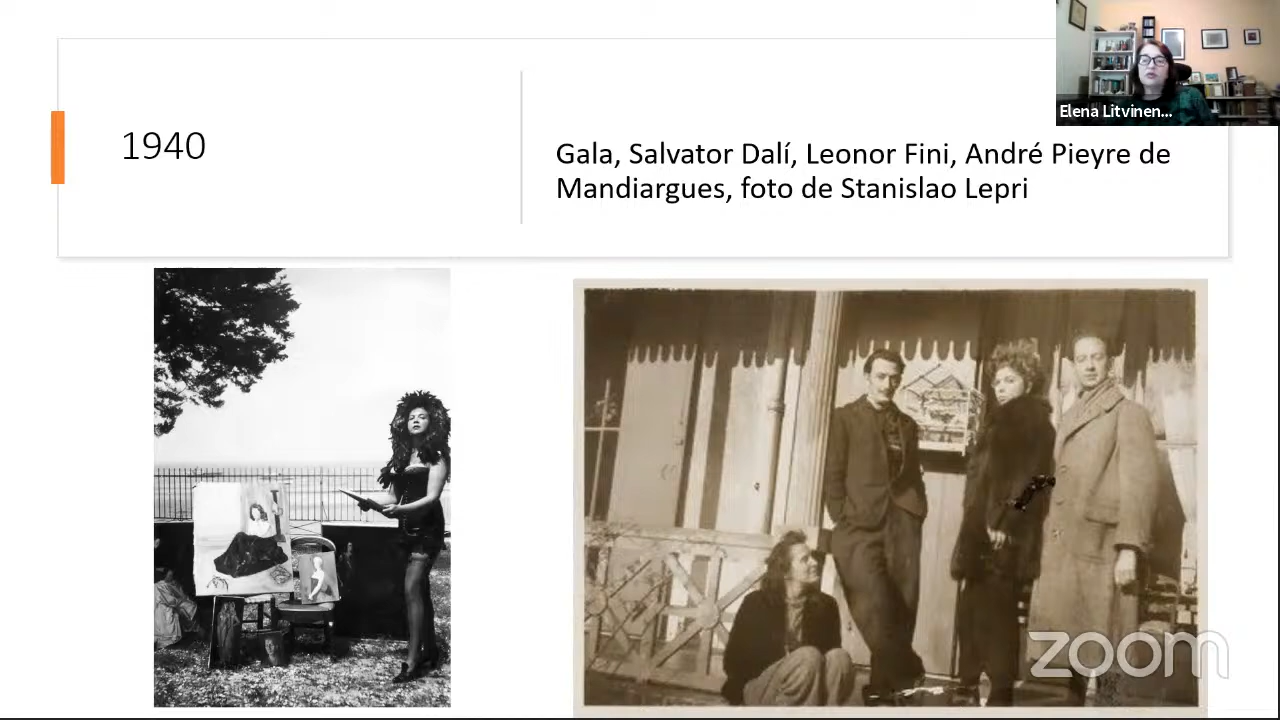 1940
Gala, Salvator Dalí, Leonor Fini, André Pieyre de
Mandiargues, foto de Stanislao Lepri
Elena Litvinen...
zoom